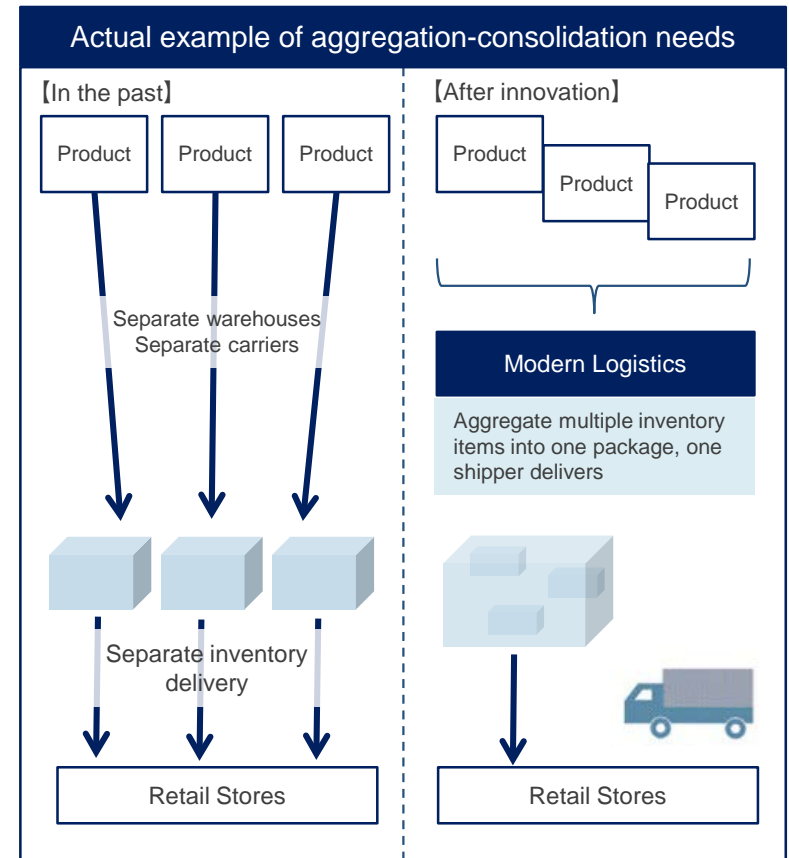 Actual example of aggregation-consolidation needs
【In the past】
Product
Product
Product
Separate warehouses
Separate carriers
Separate inventory
delivery
Retail Stores
【After innovation】
Product
Product
Product
Modern Logistics
Aggregate multiple inventory
items into one package, one
shipper delivers
Retail Stores